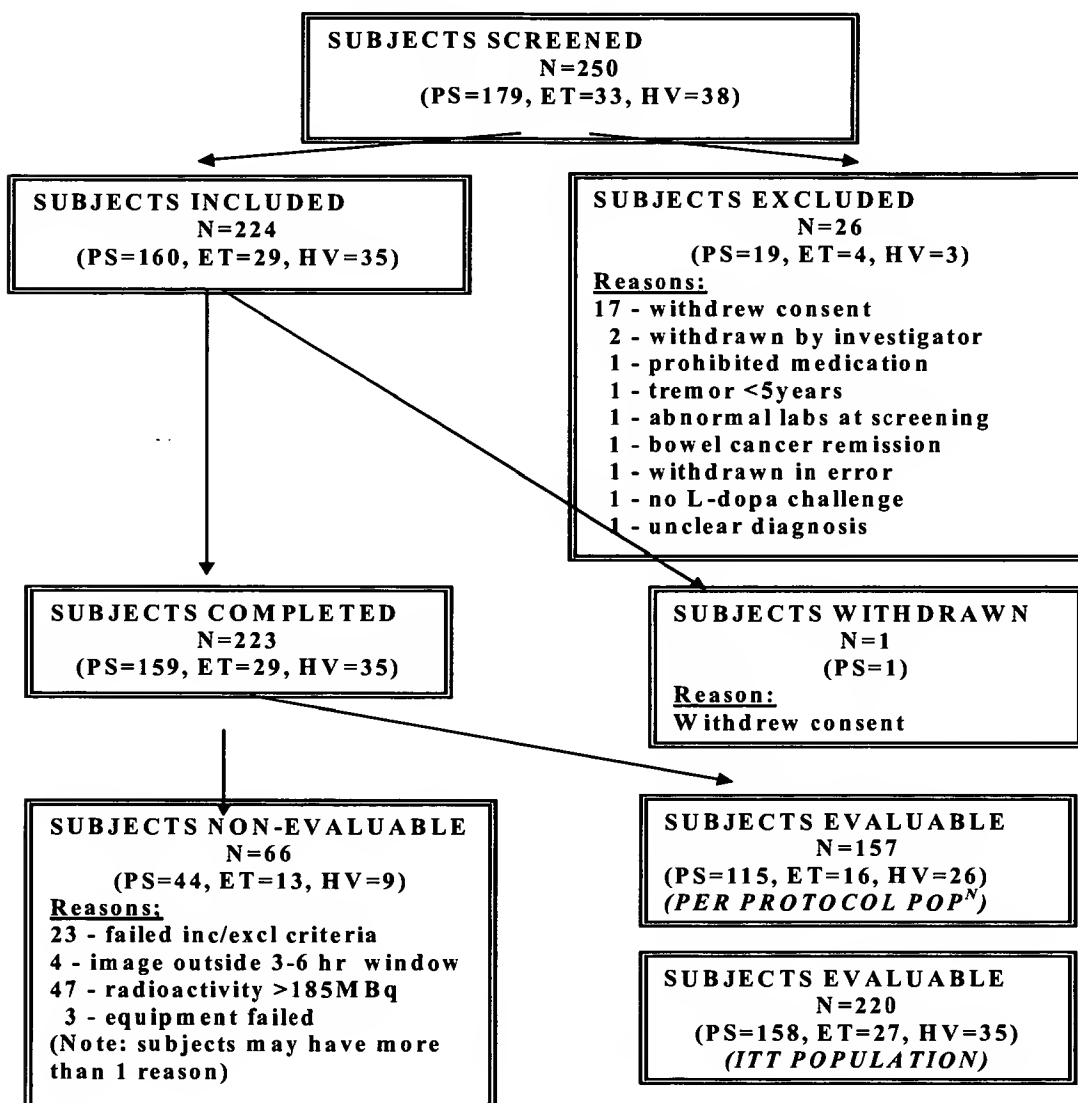 SUBJECTS SCREENED
N=250
(PS=179, ET=33, HV=38)
SUBJECTS INCLUDED
N=224
(PS=160, ET=29, HV=35)
SUBJECTS EXCLUDED
N=26
(PS=19, ET=4, HV=3)
Reasons:
17 - withdrew consent
2 - withdrawn by investigator
1 - prohibited medication
1 - tremor <5years
1 - abnormal labs at screening
1 - bowel cancer remission
1 - withdrawn in error
1 - no L-dopa challenge
1 - unclear diagnosis
SUBJECTS COMPLETED
N=223
(PS=159, ET=29, HV=35)
SUBJECTS WITHDRAWN
N=1
(PS=1)
Reason:
Withdrew consent
SUBJECTS NON-EVALUABLE
N=66
(PS=44, ET=13, HV=9)
Reasons:
23 - failed inc/excl criteria
4 - image outside 3-6 hr window
47 - radioactivity >185MBq
3 - equipment failed
(Note: subjects may have more
than 1 reason)
SUBJECTS EVALUABLE
N=157
(PS=115, ET=16, HV=26)
(PER PROTOCOL POP^N)
SUBJECTS EVALUABLE
N=220
(PS=158, ET=27, HV=35)
(ITT POPULATION)